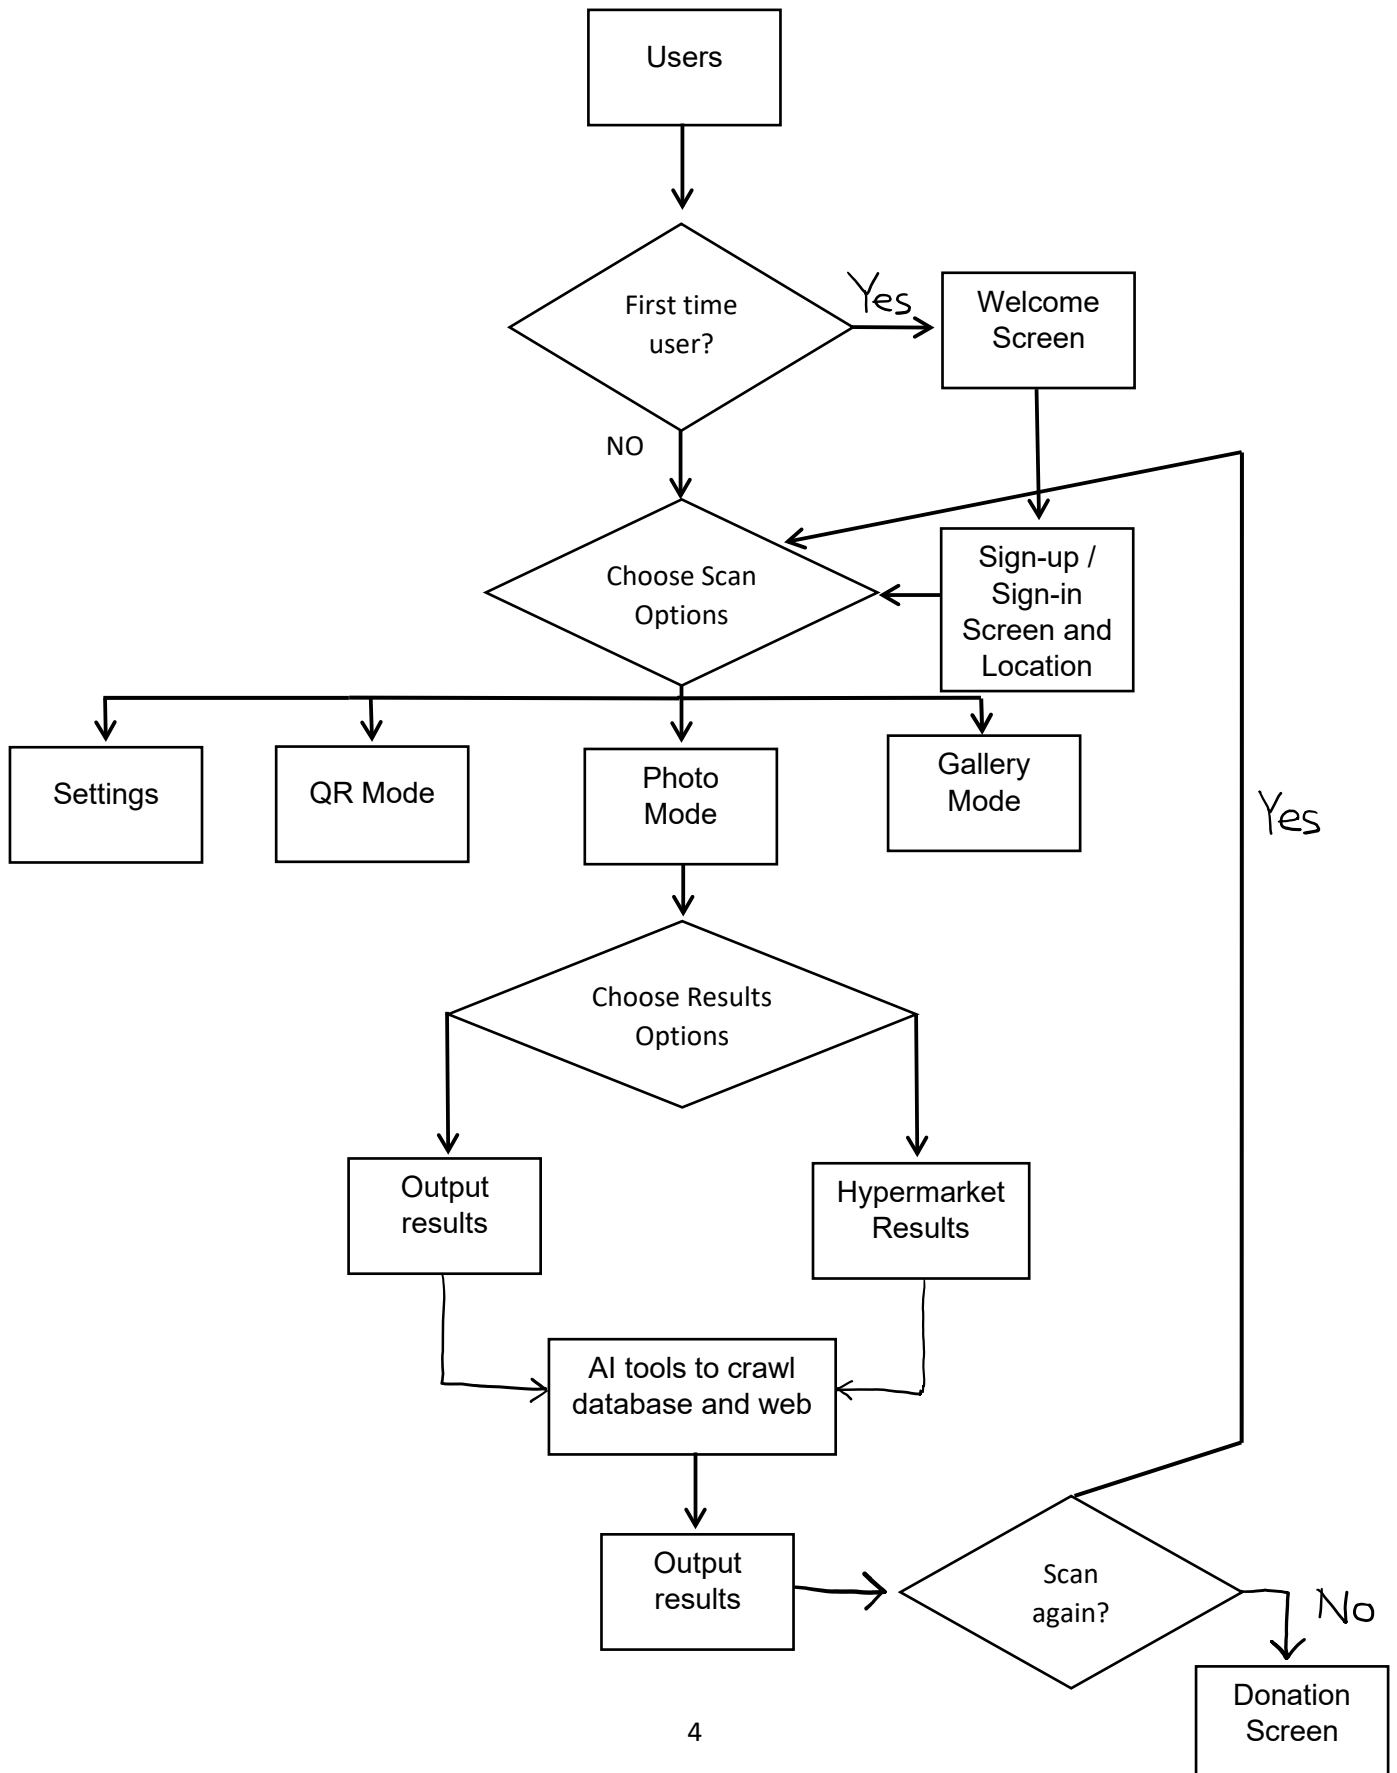 Users
First time
user?
Yes
Welcome
Screen
NO
Choose Scan
Options
Sign-up /
Sign-in
Screen and
Location
Settings
QR Mode
Photo
Mode
Gallery
Mode
Yes
Choose Results
Options
Output
results
Hypermarket
Results
AI tools to crawl
database and web
Output
results
Scan
again?
No
Donation
Screen
4